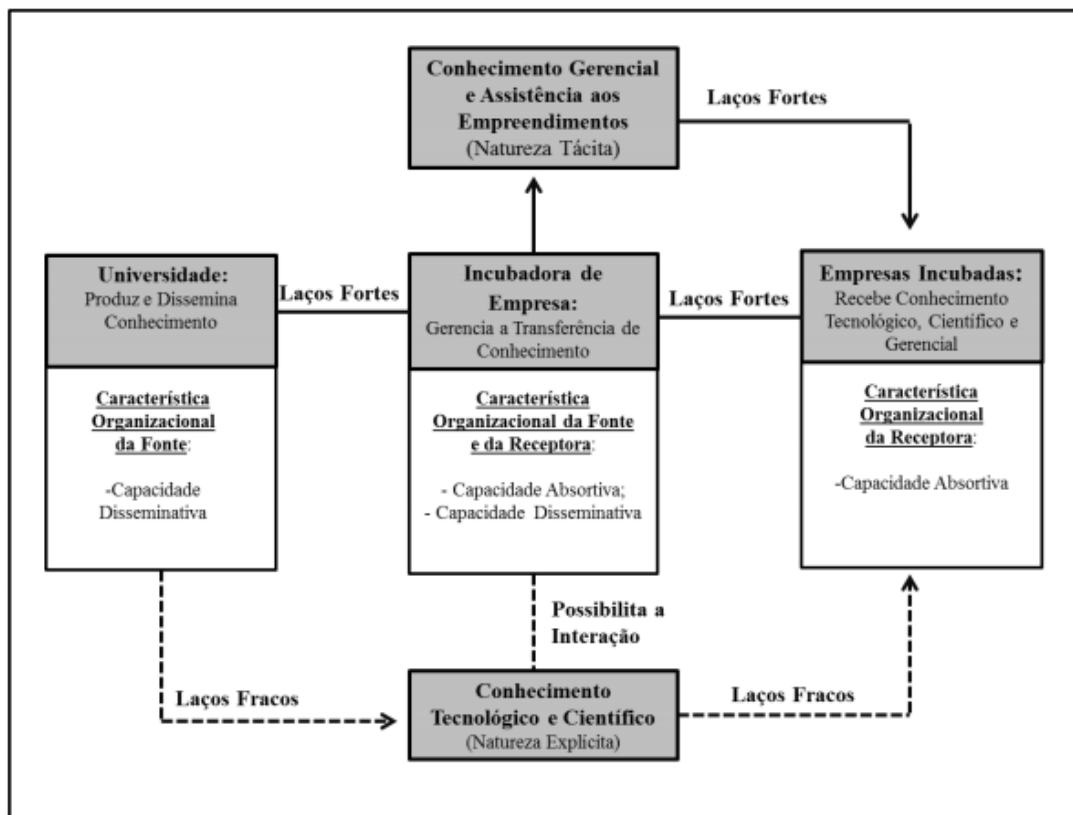 Conhecimento Gerencial
e Assistência aos
Empreendimentos
(Natureza Tácita)
Laços Fortes
Universidade:
Produz e Dissemina
Conhecimento
Laços Fortes
Incubadora de
Empresa:
Gerencia a Transferência de
Conhecimento
Laços Fortes
Empresas Incubadas:
Recebe Conhecimento
Tecnológico, Científico e
Gerencial
Característica
Organizacional
da Fonte:
-Capacidade
Disseminativa
Característica
Organizacional da Fonte
e da Receptora:
- Capacidade Absortiva;
- Capacidade Disseminativa
Característica
Organizacional
da Receptora:
-Capacidade Absortiva
Possibilita a
Interação
Laços Fracos
Conhecimento
Tecnológico e Científico
(Natureza Explícita)
Laços Fracos